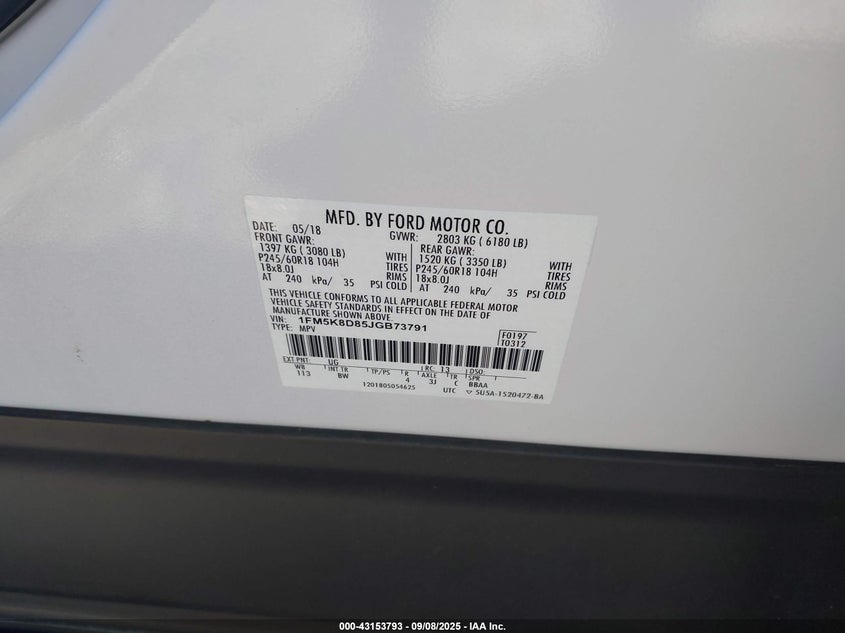 MFD. BY FORD MOTOR CO.
DATE: 05/18 GVWR: 2803 KG ( 6180 LB)
FRONT GAWR: REAR GAWR:
1397 KG ( 3080 LB) WITH 1520 KG ( 3350 LB) WITH
P245/60R18 104H TIRES P245/60R18 104H TIRES
18x8.0J RIMS 18x8.0J RIMS
AT 240 kPa/ 35 PSI COLD AT 240 kPa/ 35 PSI COLD
THIS VEHICLE CONFORMS TO ALL APPLICABLE FEDERAL MOTOR
VEHICLE SAFETY STANDARDS IN EFFECT ON THE DATE OF
MANUFACTURE SHOWN ABOVE.
VIN: 1FM5K8D85JGB73791 F0197
TYPE: MPV T0312
EXT PNT: UG RC: 13 DSO:
WB INT TR TP/PS R AXLE TR SPR
113 BW 4 3J C BBAA
1201805054625 UTC ▽ 5U5A-1520472-BA
000-43153793 - 09/08/2025 - IAA Inc.